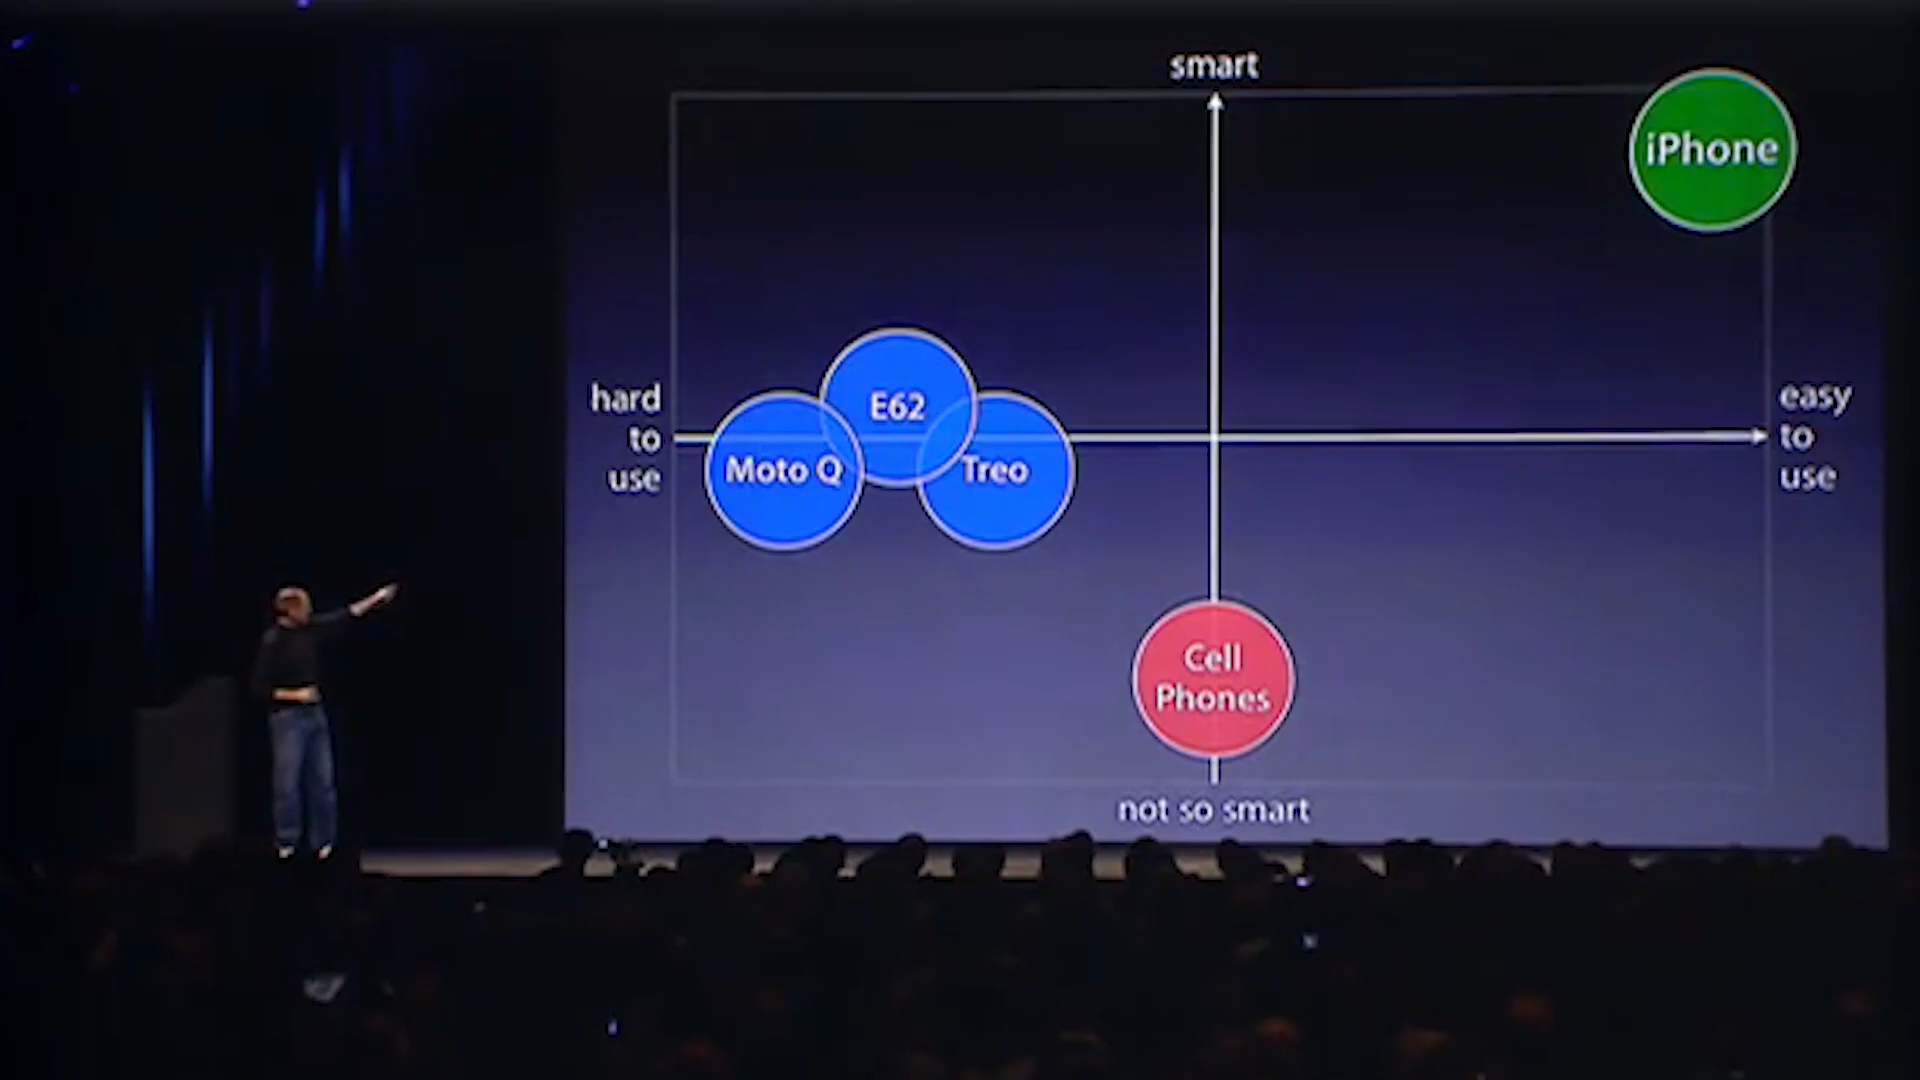 smart
iPhone
hard
to
use
E62
Moto Q
Treo
easy
to
use
Cell
Phones
not so smart